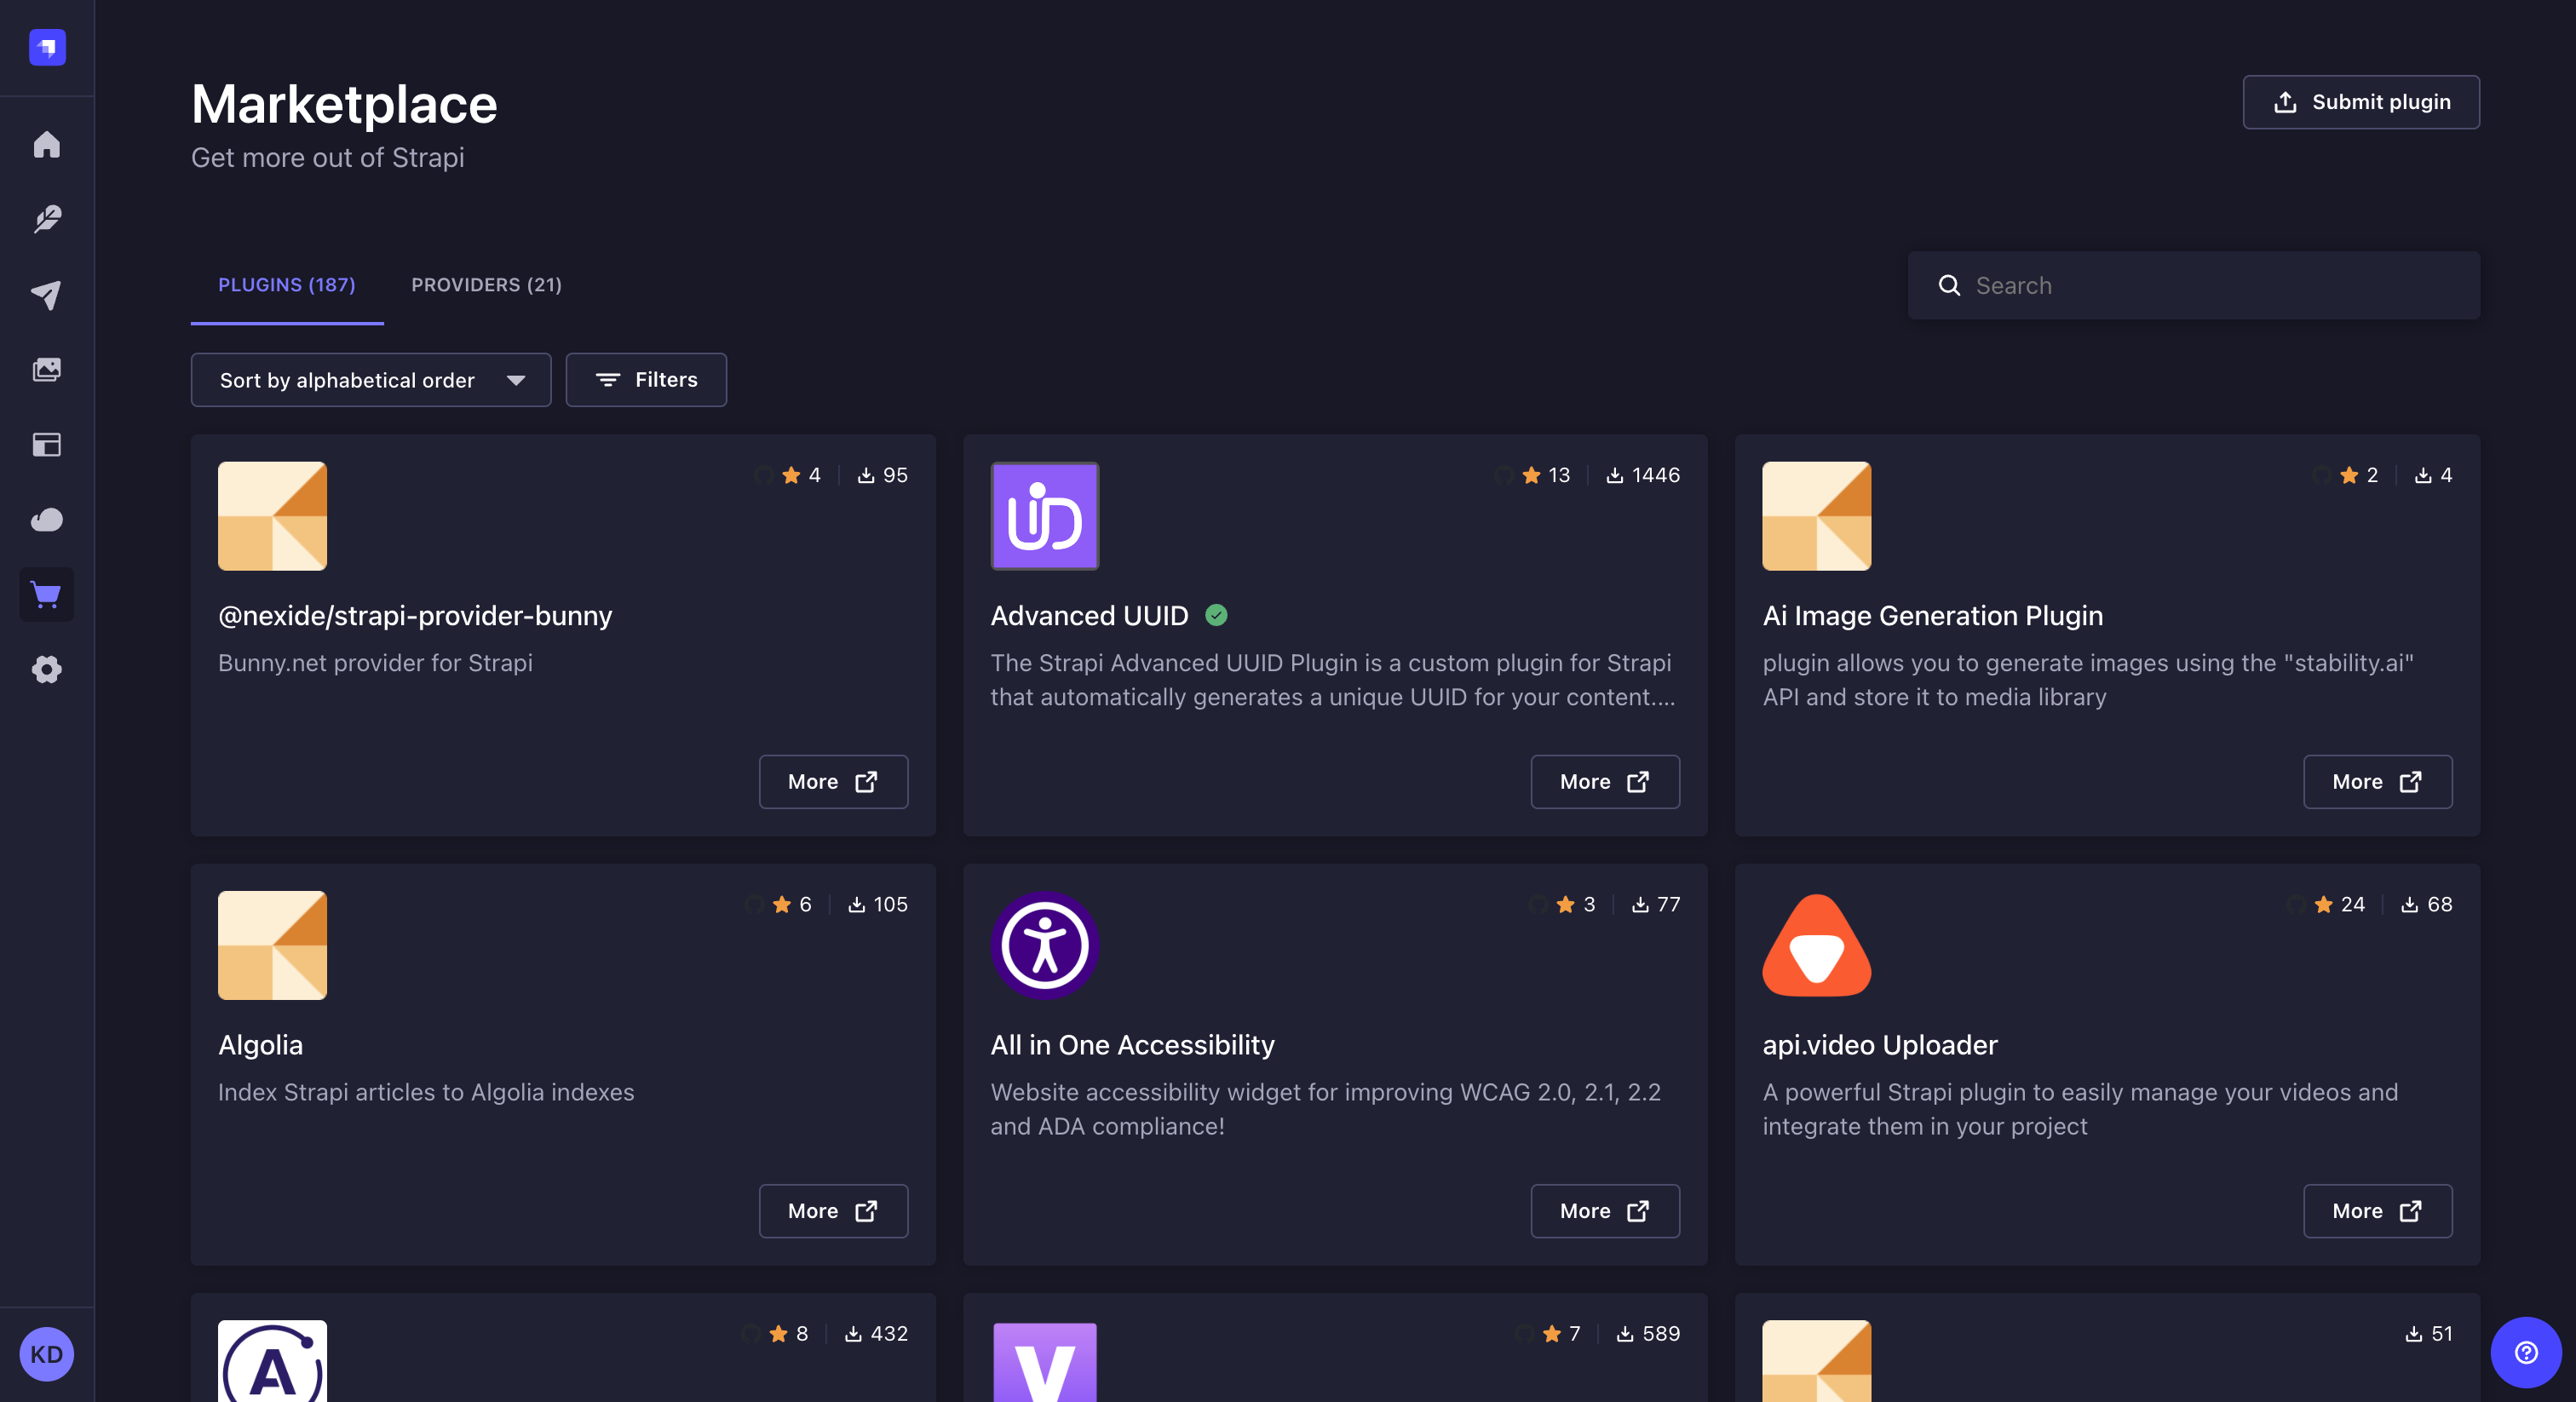 Marketplace
Get more out of Strapi
Submit plugin
PLUGINS (187)
PROVIDERS (21)
Search
Sort by alphabetical order
Filters
4
95
@nexide/strapi-provider-bunny
Bunny.net provider for Strapi
More
UID
13
1446
Advanced UUID
The Strapi Advanced UUID Plugin is a custom plugin for Strapi
that automatically generates a unique UUID for your content....
More
2
4
Ai Image Generation Plugin
plugin allows you to generate images using the "stability.ai"
API and store it to media library
More
6
105
Algolia
Index Strapi articles to Algolia indexes
More
3
77
All in One Accessibility
Website accessibility widget for improving WCAG 2.0, 2.1, 2.2
and ADA compliance!
More
24
68
api.video Uploader
A powerful Strapi plugin to easily manage your videos and
integrate them in your project
More
A
8
432
V
7
589
51
KD